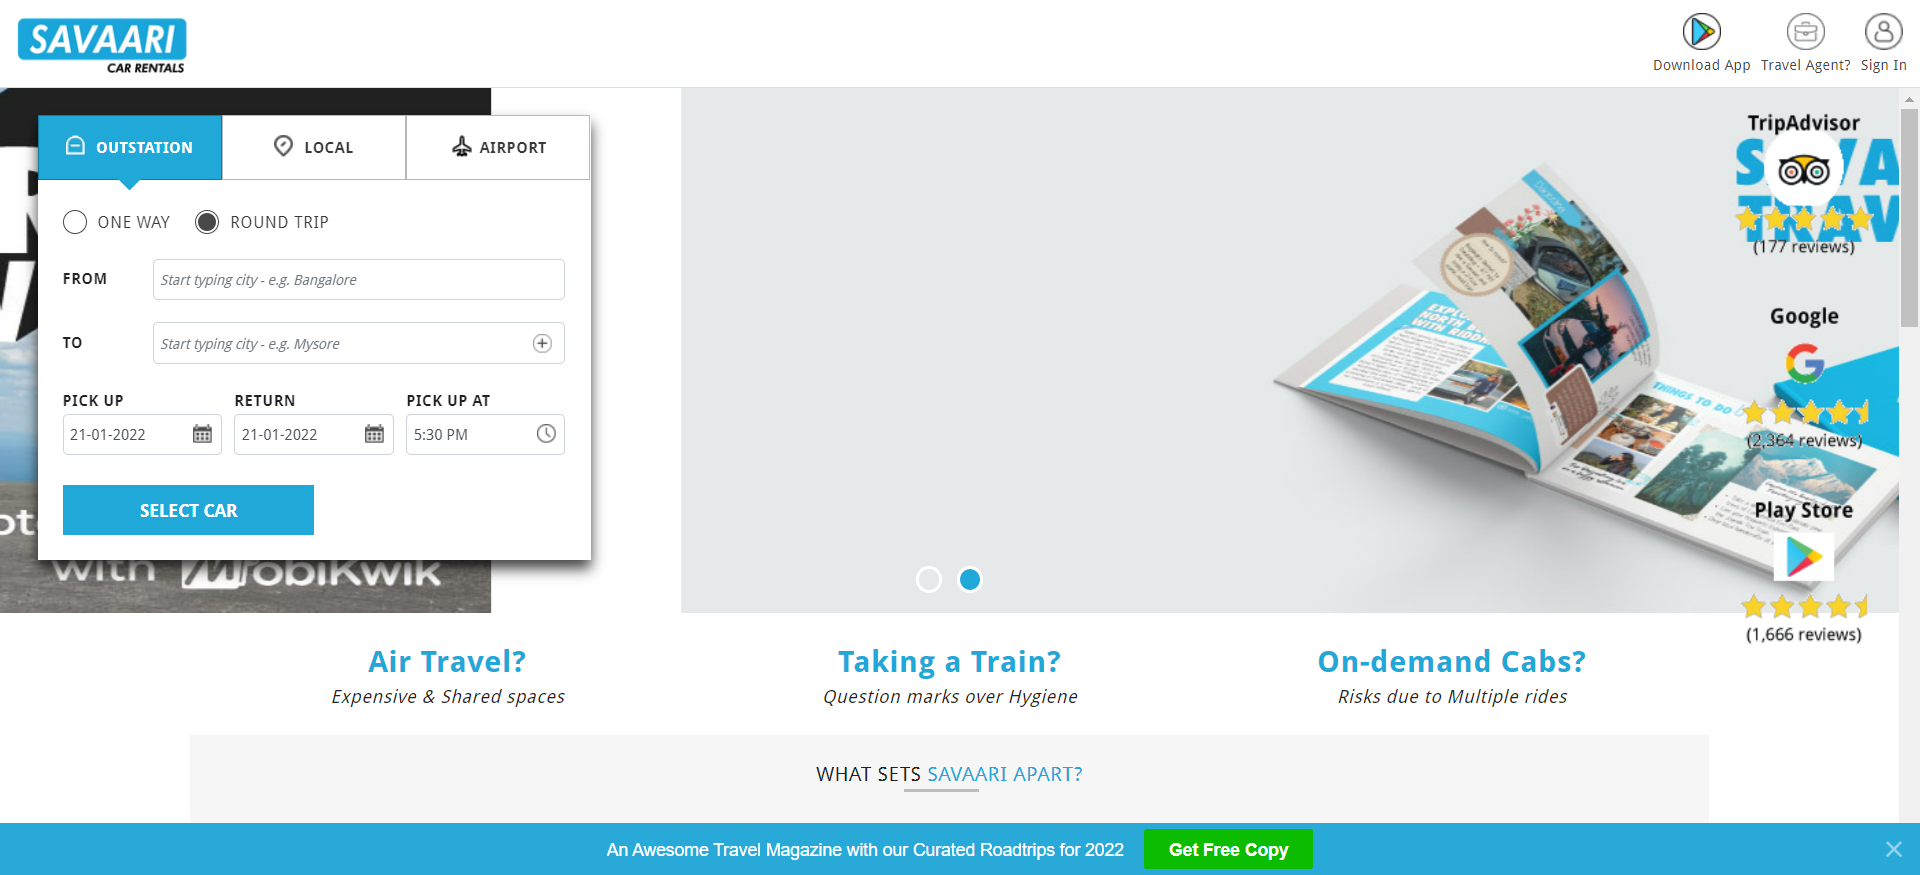 SAVAARI
CAR RENTALS
Download App
Travel Agent?
Sign In
OUTSTATION
LOCAL
AIRPORT
ONE WAY
ROUND TRIP
FROM
Start typing city - e.g. Bangalore
TO
Start typing city - e.g. Mysore
PICK UP
RETURN
PICK UP AT
21-01-2022
21-01-2022
5:30 PM
SELECT CAR
with MobiKwik
THINGS TO DO
TripAdvisor
(177 reviews)
Google
(2,364 reviews)
Play Store
(1,666 reviews)
Air Travel?
Expensive & Shared spaces
Taking a Train?
Question marks over Hygiene
On-demand Cabs?
Risks due to Multiple rides
WHAT SETS SAVAARI APART?
An Awesome Travel Magazine with our Curated Roadtrips for 2022
Get Free Copy